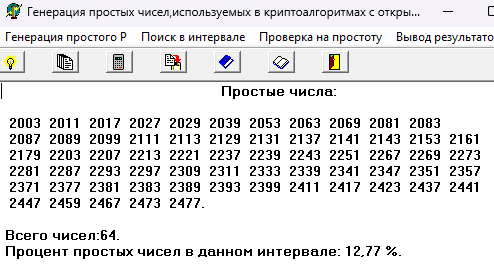 Генерация простых чисел,используемых в криптоалгоритмах с откры...
Генерация простого Р Поиск в интервале Проверка на простоту Вывод результато
Простые числа:
2003 2011 2017 2027 2029 2039 2053 2063 2069 2081 2083
2087 2089 2099 2111 2113 2129 2131 2137 2141 2143 2153 2161
2179 2203 2207 2213 2221 2237 2239 2243 2251 2267 2269 2273
2281 2287 2293 2297 2309 2311 2333 2339 2341 2347 2351 2357
2371 2377 2381 2383 2389 2393 2399 2411 2417 2423 2437 2441
2447 2459 2467 2473 2477.
Всего чисел:64.
Процент простых чисел в данном интервале: 12,77 %.